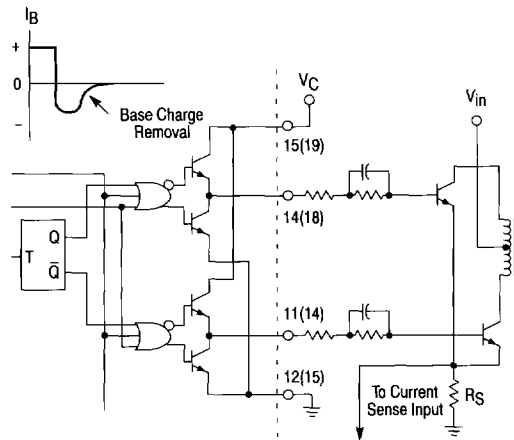 I_B
+
0
−
Base Charge
Removal
V_C
15(19)
V_in
14(18)
Q
T
Q̅
11(14)
12(15)
To Current
Sense Input
R_S